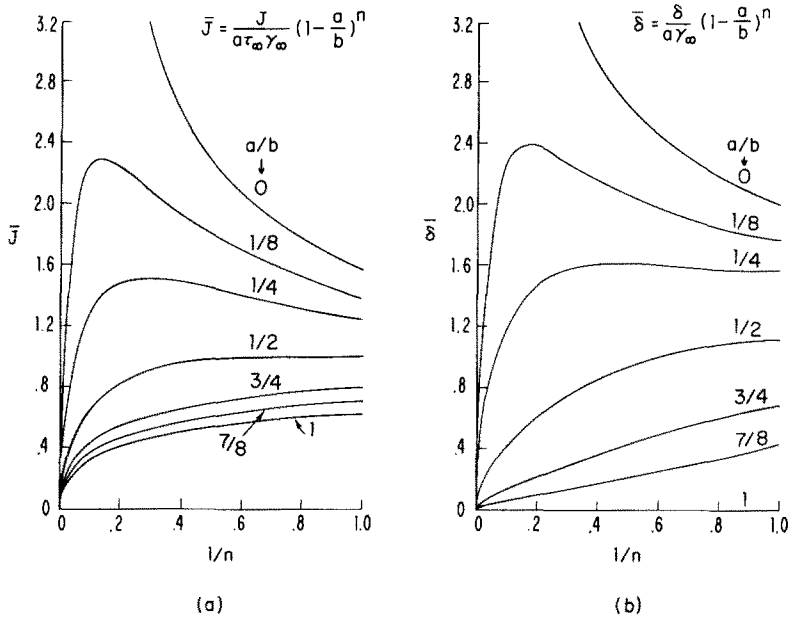 J̄ = J / aτ∞γ∞ (1 - a/b)ⁿ
3.2
2.8
2.4
2.0
1.6
1.2
.8
.4
0
J̄
a/b
↓
0
1/8
1/4
1/2
3/4
7/8
1
0 .2 .4 .6 .8 1.0
1/n
(a)
δ̄ = δ / aγ∞ (1 - a/b)ⁿ
3.2
2.8
2.4
2.0
1.6
1.2
.8
.4
0
δ̄
a/b
↓
0
1/8
1/4
1/2
3/4
7/8
1
0 .2 .4 .6 .8 1.0
1/n
(b)